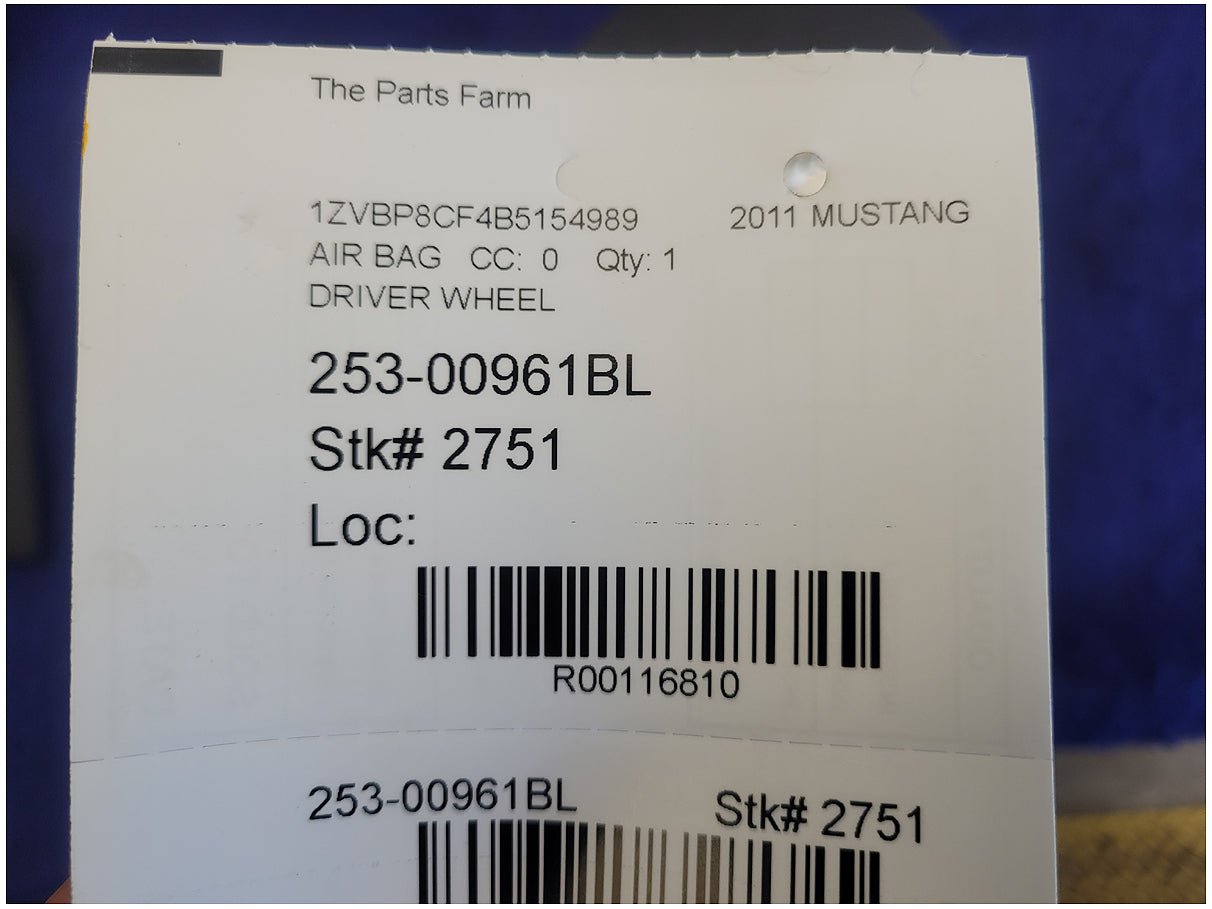 The Parts Farm
1ZVBP8CF4B5154989 2011 MUSTANG
AIR BAG CC: 0 Qty: 1
DRIVER WHEEL
253-00961BL
Stk# 2751
Loc:
R00116810
253-00961BL Stk# 2751